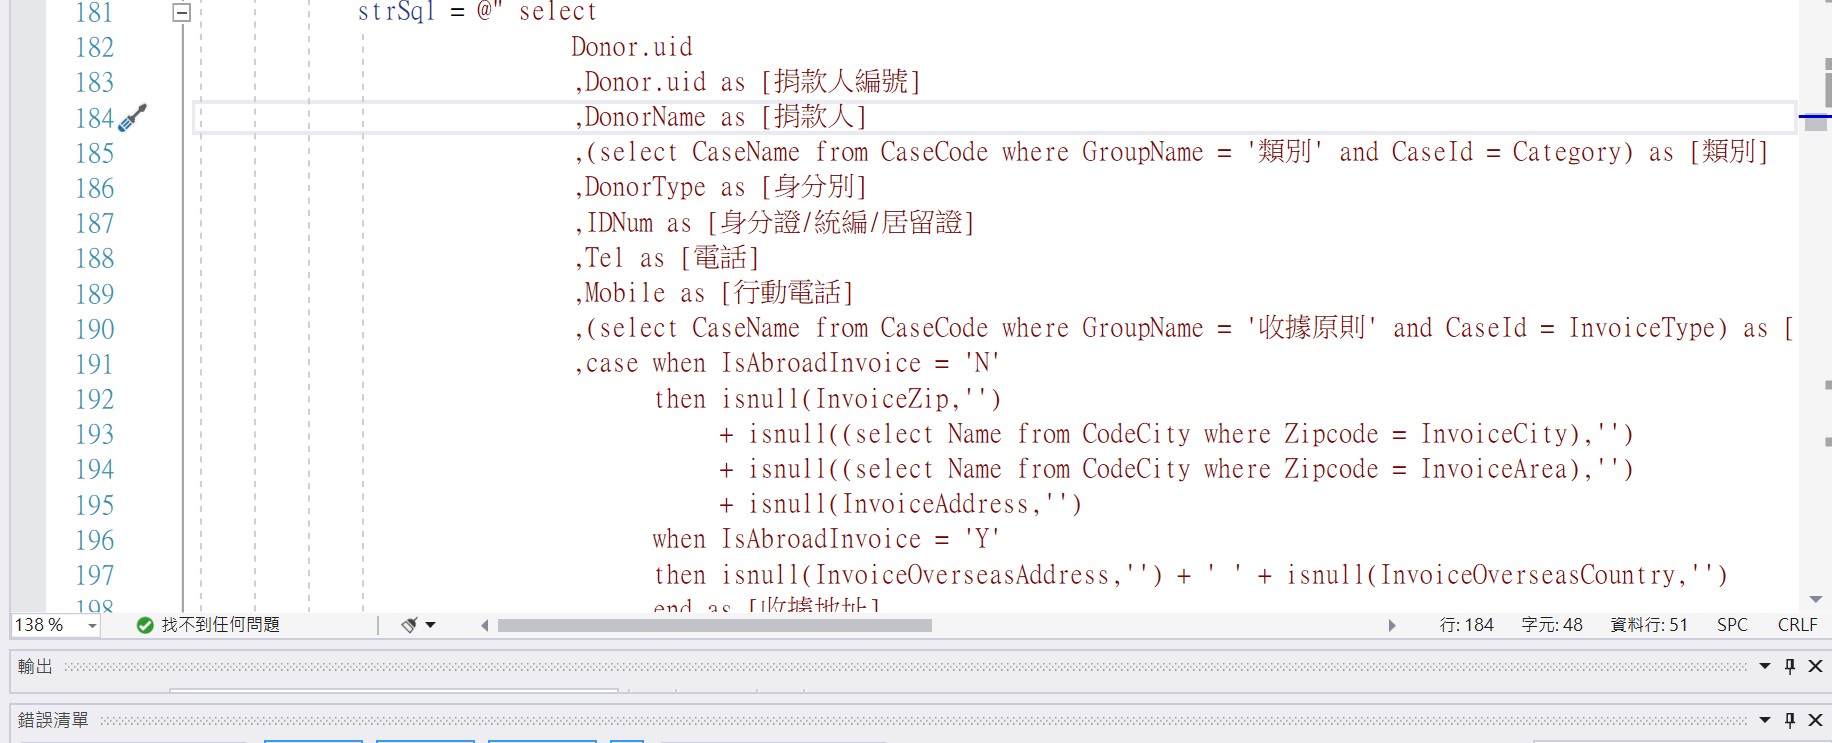 181 strSql = @" select
182 Donor.uid
183 ,Donor.uid as [捐款人編號]
184 ,DonorName as [捐款人]
185 ,(select CaseName from CaseCode where GroupName = '類別' and CaseId = Category) as [類別]
186 ,DonorType as [身分別]
187 ,IDNum as [身分證/統編/居留證]
188 ,Tel as [電話]
189 ,Mobile as [行動電話]
190 ,(select CaseName from CaseCode where GroupName = '收據原則' and CaseId = InvoiceType) as [
191 ,case when IsAbroadInvoice = 'N'
192 then isnull(InvoiceZip,'')
193 + isnull((select Name from CodeCity where Zipcode = InvoiceCity),'')
194 + isnull((select Name from CodeCity where Zipcode = InvoiceArea),'')
195 + isnull(InvoiceAddress,'')
196 when IsAbroadInvoice = 'Y'
197 then isnull(InvoiceOverseasAddress,'') + ' ' + isnull(InvoiceOverseasCountry,'')
198 end as [收據地址]
138 % 找不到任何問題 行: 184 字元: 48 資料行: 51 SPC CRLF
輸出
錯誤清單